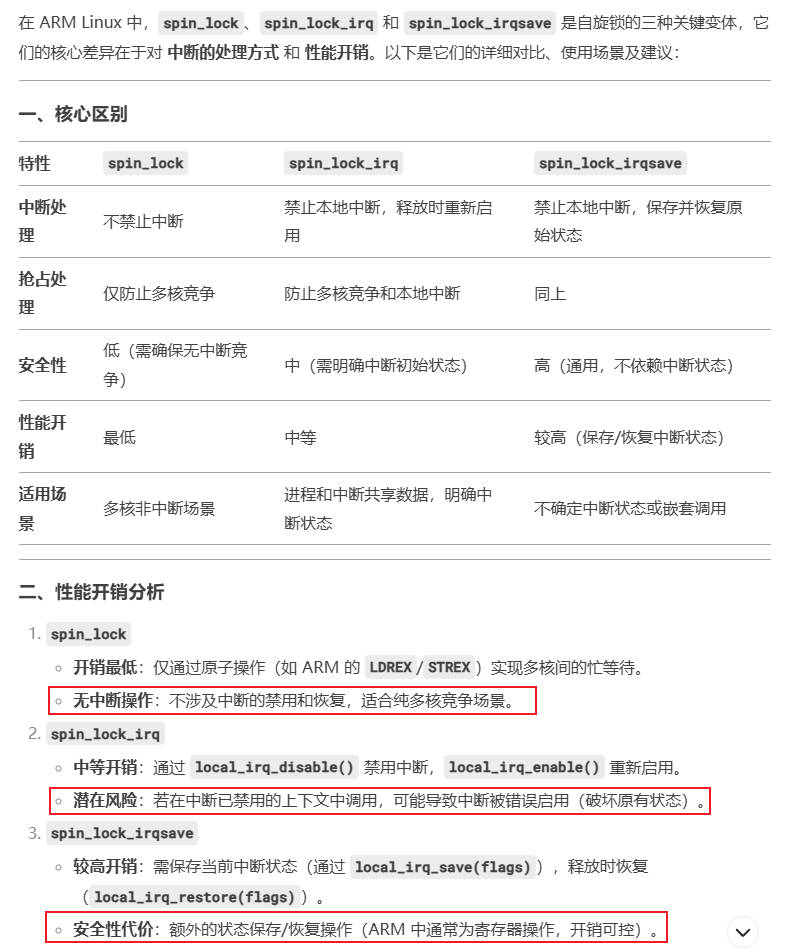 在 ARM Linux 中，spin_lock、spin_lock_irq 和 spin_lock_irqsave 是自旋锁的三种关键变体，它
们的核心差异在于对 中断的处理方式 和 性能开销。以下是它们的详细对比、使用场景及建议：
一、核心区别
特性 spin_lock spin_lock_irq spin_lock_irqsave
中断处
理
不禁止中断
禁止本地中断，释放时重新启
用
禁止本地中断，保存并恢复原
始状态
抢占处
理
仅防止多核竞争
防止多核竞争和本地中断
同上
安全性
低（需确保无中断竞
争）
中（需明确中断初始状态）
高（通用，不依赖中断状态）
性能开
销
最低
中等
较高（保存/恢复中断状态）
适用场
景
多核非中断场景
进程和中断共享数据，明确中
断状态
不确定中断状态或嵌套调用
二、性能开销分析
1. spin_lock
开销最低：仅通过原子操作（如 ARM 的 LDREX/STREX）实现多核间的忙等待。
无中断操作：不涉及中断的禁用和恢复，适合纯多核竞争场景。
2. spin_lock_irq
中等开销：通过 local_irq_disable() 禁用中断，local_irq_enable() 重新启用。
潜在风险：若在中断已禁用的上下文中调用，可能导致中断被错误启用（破坏原有状态）。
3. spin_lock_irqsave
较高开销：需保存当前中断状态（通过 local_irq_save(flags)），释放时恢复
（local_irq_restore(flags)）。
安全性代价：额外的状态保存/恢复操作（ARM 中通常为寄存器操作，开销可控）。